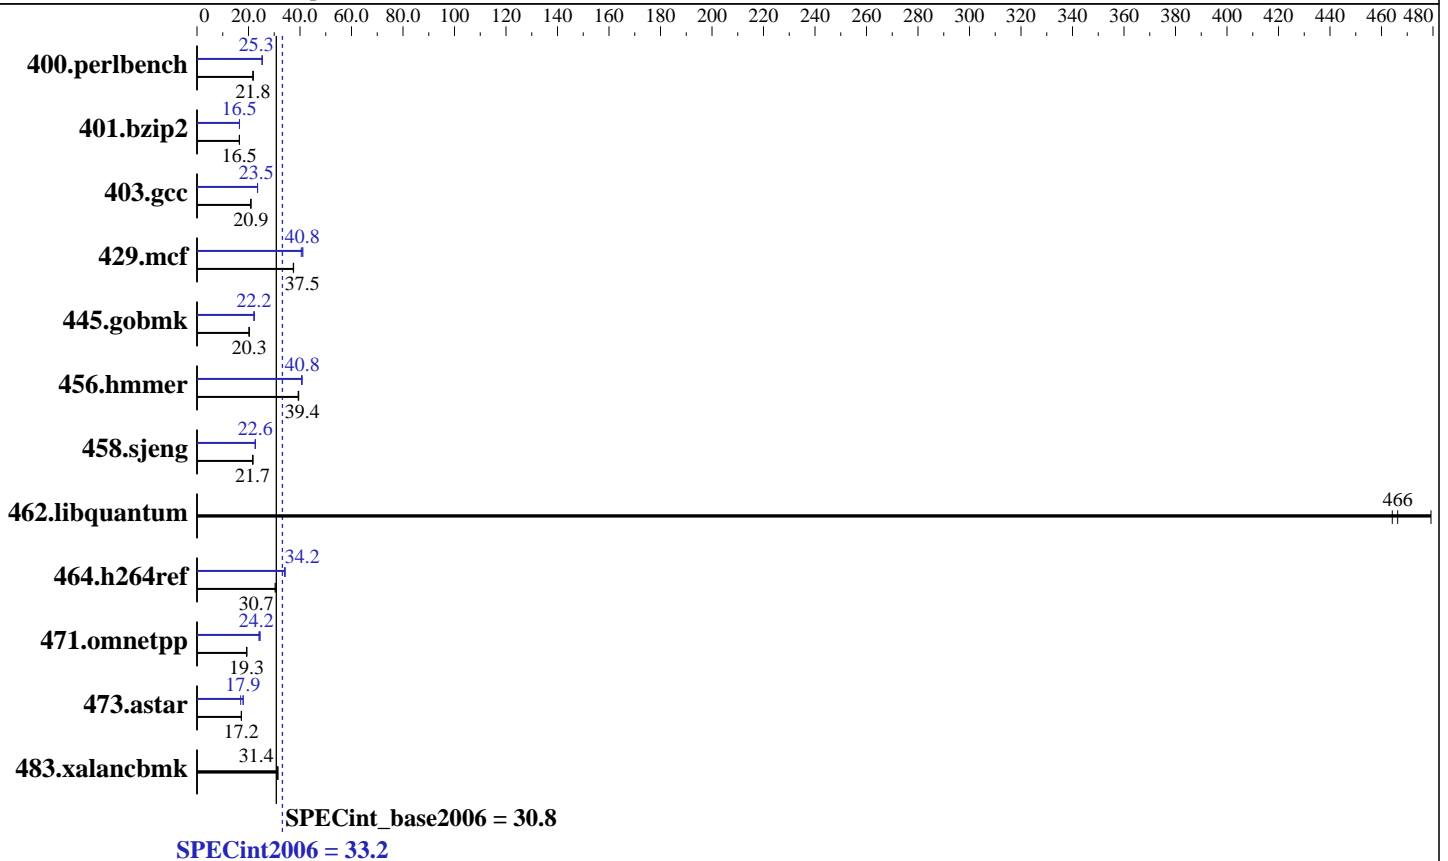 0 20.0 40.0 60.0 80.0 100 120 140 160 180 200 220 240 260 280 300 320 340 360 380 400 420 440 460 480
25.3
400.perlbench
21.8
16.5
401.bzip2
16.5
23.5
403.gcc
20.9
40.8
429.mcf
37.5
22.2
445.gobmk
20.3
40.8
456.hmmer
39.4
22.6
458.sjeng
21.7
466
462.libquantum
34.2
464.h264ref
30.7
24.2
471.omnetpp
19.3
17.9
473.astar
17.2
31.4
483.xalancbmk
SPECint_base2006 = 30.8
SPECint2006 = 33.2